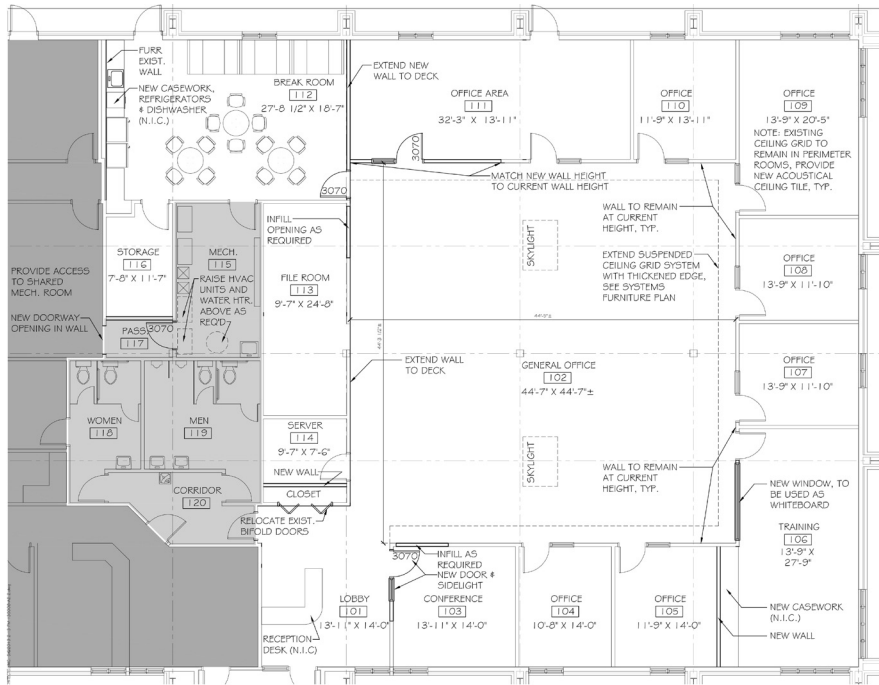 FURR
EXIST.
WALL
NEW CASEWORK,
REFRIGERATORS
& DISHWASHER
(N.I.C.)
BREAK ROOM
112
27'-8 1/2" X 18'-7"
EXTEND NEW
WALL TO DECK
OFFICE AREA
111
32'-3" X 13'-11"
OFFICE
110
11'-9" X 13'-11"
OFFICE
109
13'-9" X 20'-5"
NOTE: EXISTING
CEILING GRID TO
REMAIN IN PERIMETER
ROOMS, PROVIDE
NEW ACOUSTICAL
CEILING TILE, TYP.
3070
3070
MATCH NEW WALL HEIGHT
TO CURRENT WALL HEIGHT
INFILL
OPENING AS
REQUIRED
WALL TO REMAIN
AT CURRENT
HEIGHT, TYP.
SKYLIGHT
EXTEND SUSPENDED
CEILING GRID SYSTEM
WITH THICKENED EDGE,
SEE SYSTEMS
FURNITURE PLAN
OFFICE
108
13'-9" X 11'-10"
STORAGE
116
7'-8" X 11'-7"
MECH.
115
RAISE HVAC
UNITS AND
WATER HTR.
ABOVE AS
REQ'D
FILE ROOM
113
9'-7" X 24'-8"
PROVIDE ACCESS
TO SHARED
MECH. ROOM
NEW DOORWAY
OPENING IN WALL
PASS.
117
3070
EXTEND WALL
TO DECK
GENERAL OFFICE
102
44'-7" X 44'-7"±
OFFICE
107
13'-9" X 11'-10"
WOMEN
118
MEN
119
SERVER
114
9'-7" X 7'-6"
NEW WALL
CLOSET
SKYLIGHT
WALL TO REMAIN
AT CURRENT
HEIGHT, TYP.
NEW WINDOW, TO
BE USED AS
WHITEBOARD
TRAINING
106
13'-9" X
27'-9"
CORRIDOR
120
RELOCATE EXIST.
BIFOLD DOORS
3070
INFILL AS
REQUIRED
NEW DOOR &
SIDELIGHT
LOBBY
101
13'-11" X 14'-0"
CONFERENCE
103
13'-11" X 14'-0"
OFFICE
104
10'-8" X 14'-0"
OFFICE
105
11'-9" X 14'-0"
NEW CASEWORK
(N.I.C.)
NEW WALL
RECEPTION
DESK (N.I.C)